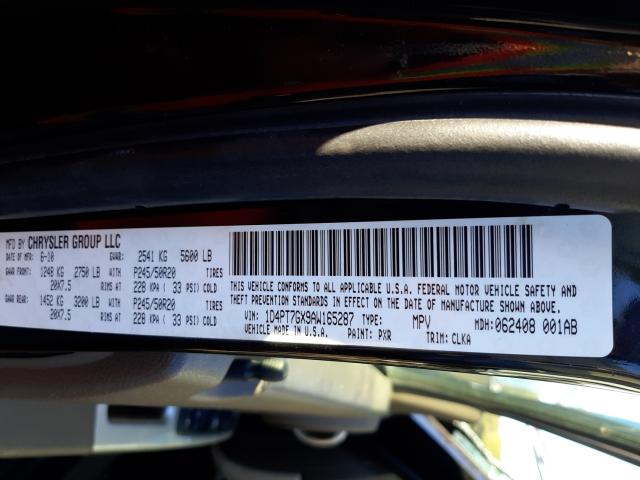 MFD BY CHRYSLER GROUP LLC
DATE OF MFR: 6-10 GVWR: 2541 KG 5600 LB
GAWR FRONT: 1248 KG 2750 LB WITH P245/50R20 TIRES
20X7.5 RIMS AT 228 KPA ( 33 PSI) COLD
GAWR REAR: 1452 KG 3200 LB WITH P245/50R20 TIRES
20X7.5 RIMS AT 228 KPA ( 33 PSI) COLD
THIS VEHICLE CONFORMS TO ALL APPLICABLE U.S.A. FEDERAL MOTOR VEHICLE SAFETY AND
THEFT PREVENTION STANDARDS IN EFFECT ON THE DATE OF MANUFACTURE SHOWN ABOVE.
VIN: 1D4PT7GX9AW165287 TYPE: MPV MDH: 062408 001AB
VEHICLE MADE IN U.S.A. PAINT: PXR TRIM: CLKA